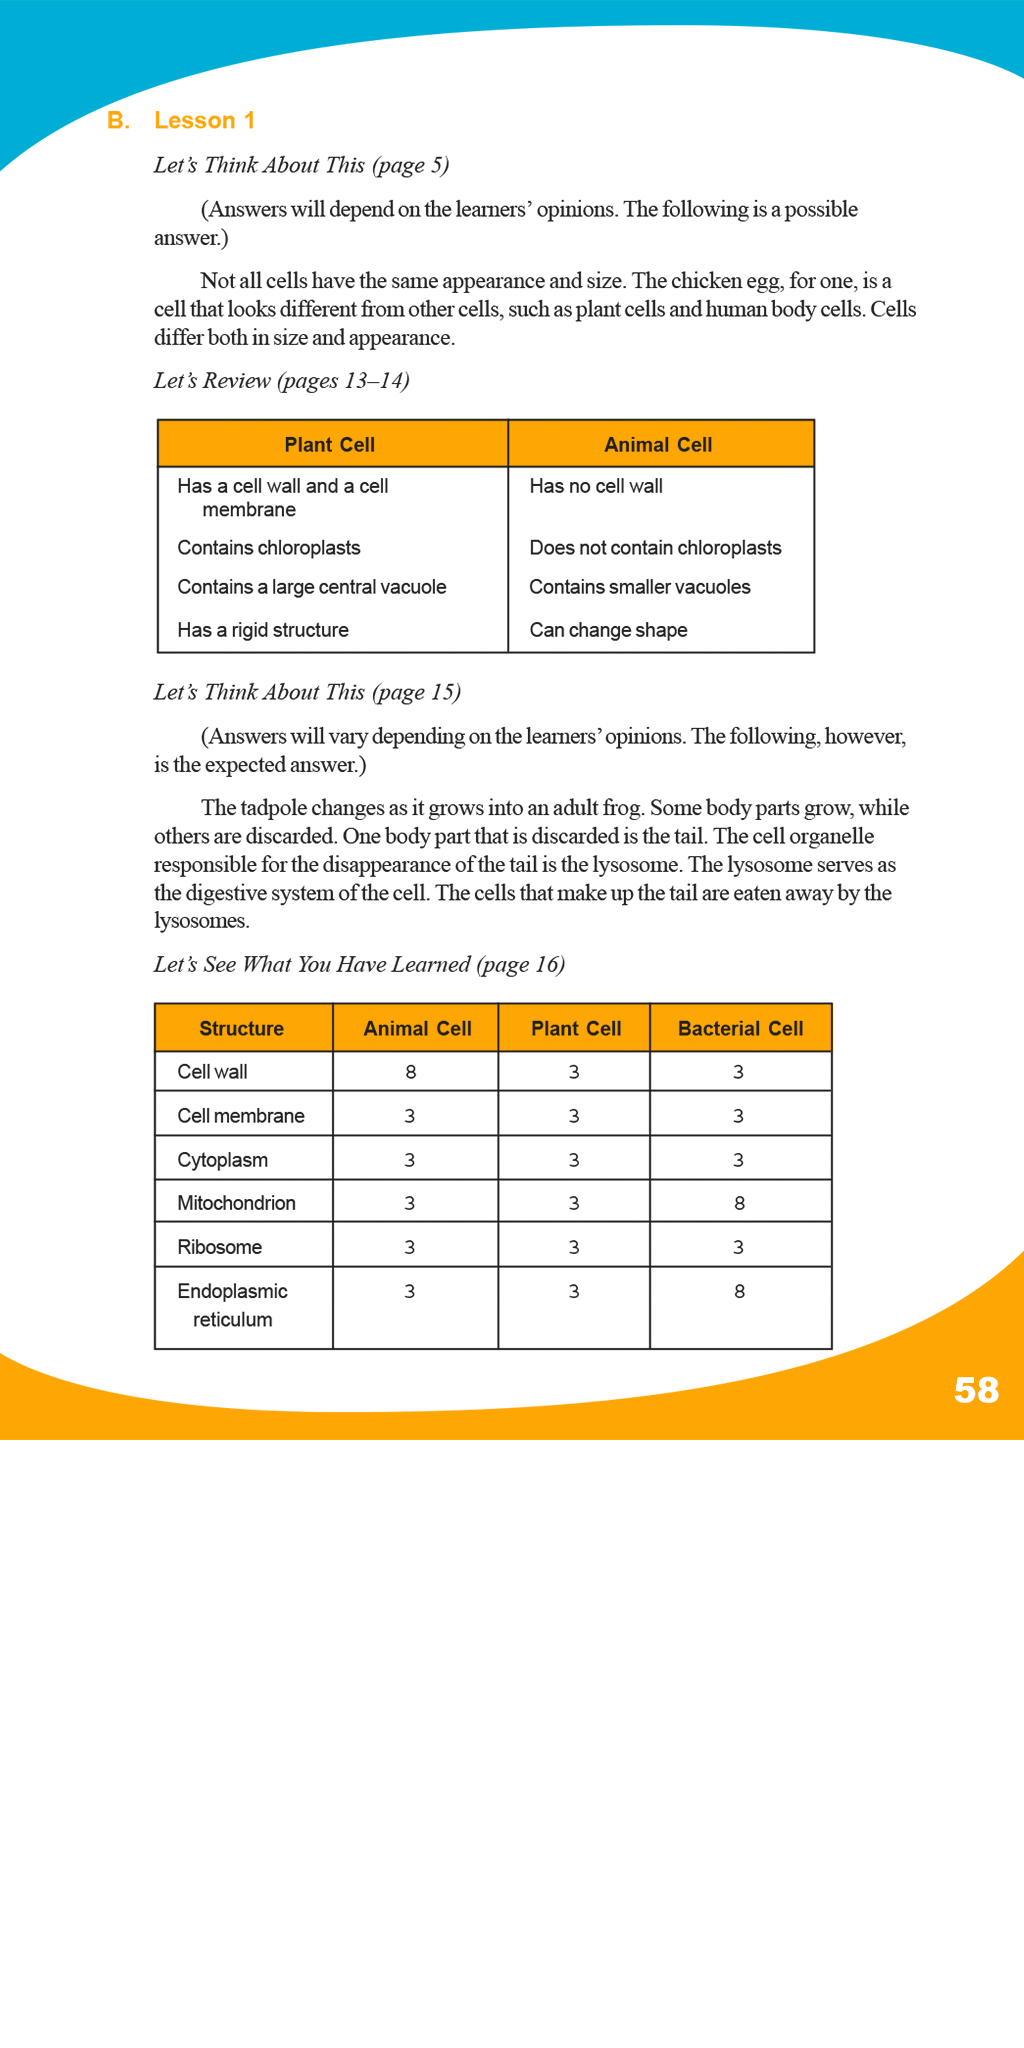 B. Lesson 1
Let’s Think About This (page 5)
(Answers will depend on the learners’ opinions. The following is a possible
answer.)
Not all cells have the same appearance and size. The chicken egg, for one, is a
cell that looks different from other cells, such as plant cells and human body cells. Cells
differ both in size and appearance.
Let’s Review (pages 13–14)
Plant Cell Animal Cell
Has a cell wall and a cell Has no cell wall
membrane
Contains chloroplasts Does not contain chloroplasts
Contains a large central vacuole Contains smaller vacuoles
Has a rigid structure Can change shape
Let’s Think About This (page 15)
(Answers will vary depending on the learners’ opinions. The following, however,
is the expected answer.)
The tadpole changes as it grows into an adult frog. Some body parts grow, while
others are discarded. One body part that is discarded is the tail. The cell organelle
responsible for the disappearance of the tail is the lysosome. The lysosome serves as
the digestive system of the cell. The cells that make up the tail are eaten away by the
lysosomes.
Let’s See What You Have Learned (page 16)
Structure Animal Cell Plant Cell Bacterial Cell
Cell wall 8 3 3
Cell membrane 3 3 3
Cytoplasm 3 3 3
Mitochondrion 3 3 8
Ribosome 3 3 3
Endoplasmic 3 3 8
reticulum
58